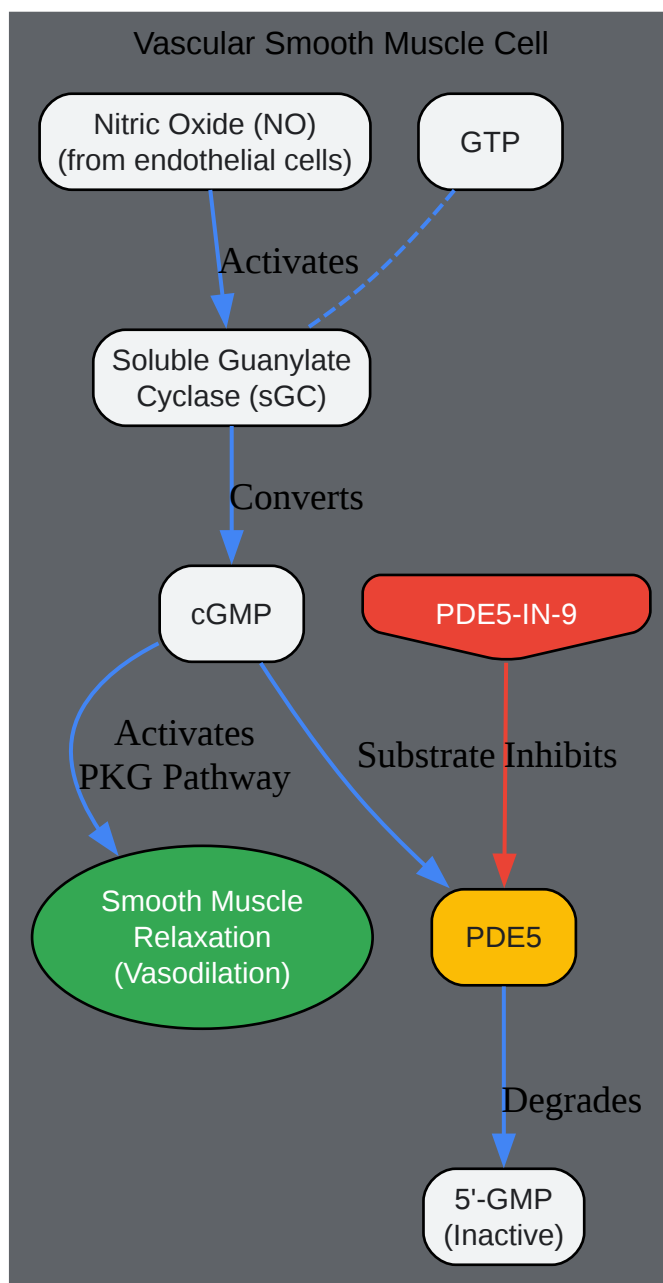 Vascular Smooth Muscle Cell
Nitric Oxide (NO)
(from endothelial cells)
GTP
Activates
Soluble Guanylate
Cyclase (sGC)
Converts
cGMP
PDE5-IN-9
Activates
PKG Pathway
Substrate
Inhibits
Smooth Muscle
Relaxation
(Vasodilation)
PDE5
Degrades
5'-GMP
(Inactive)